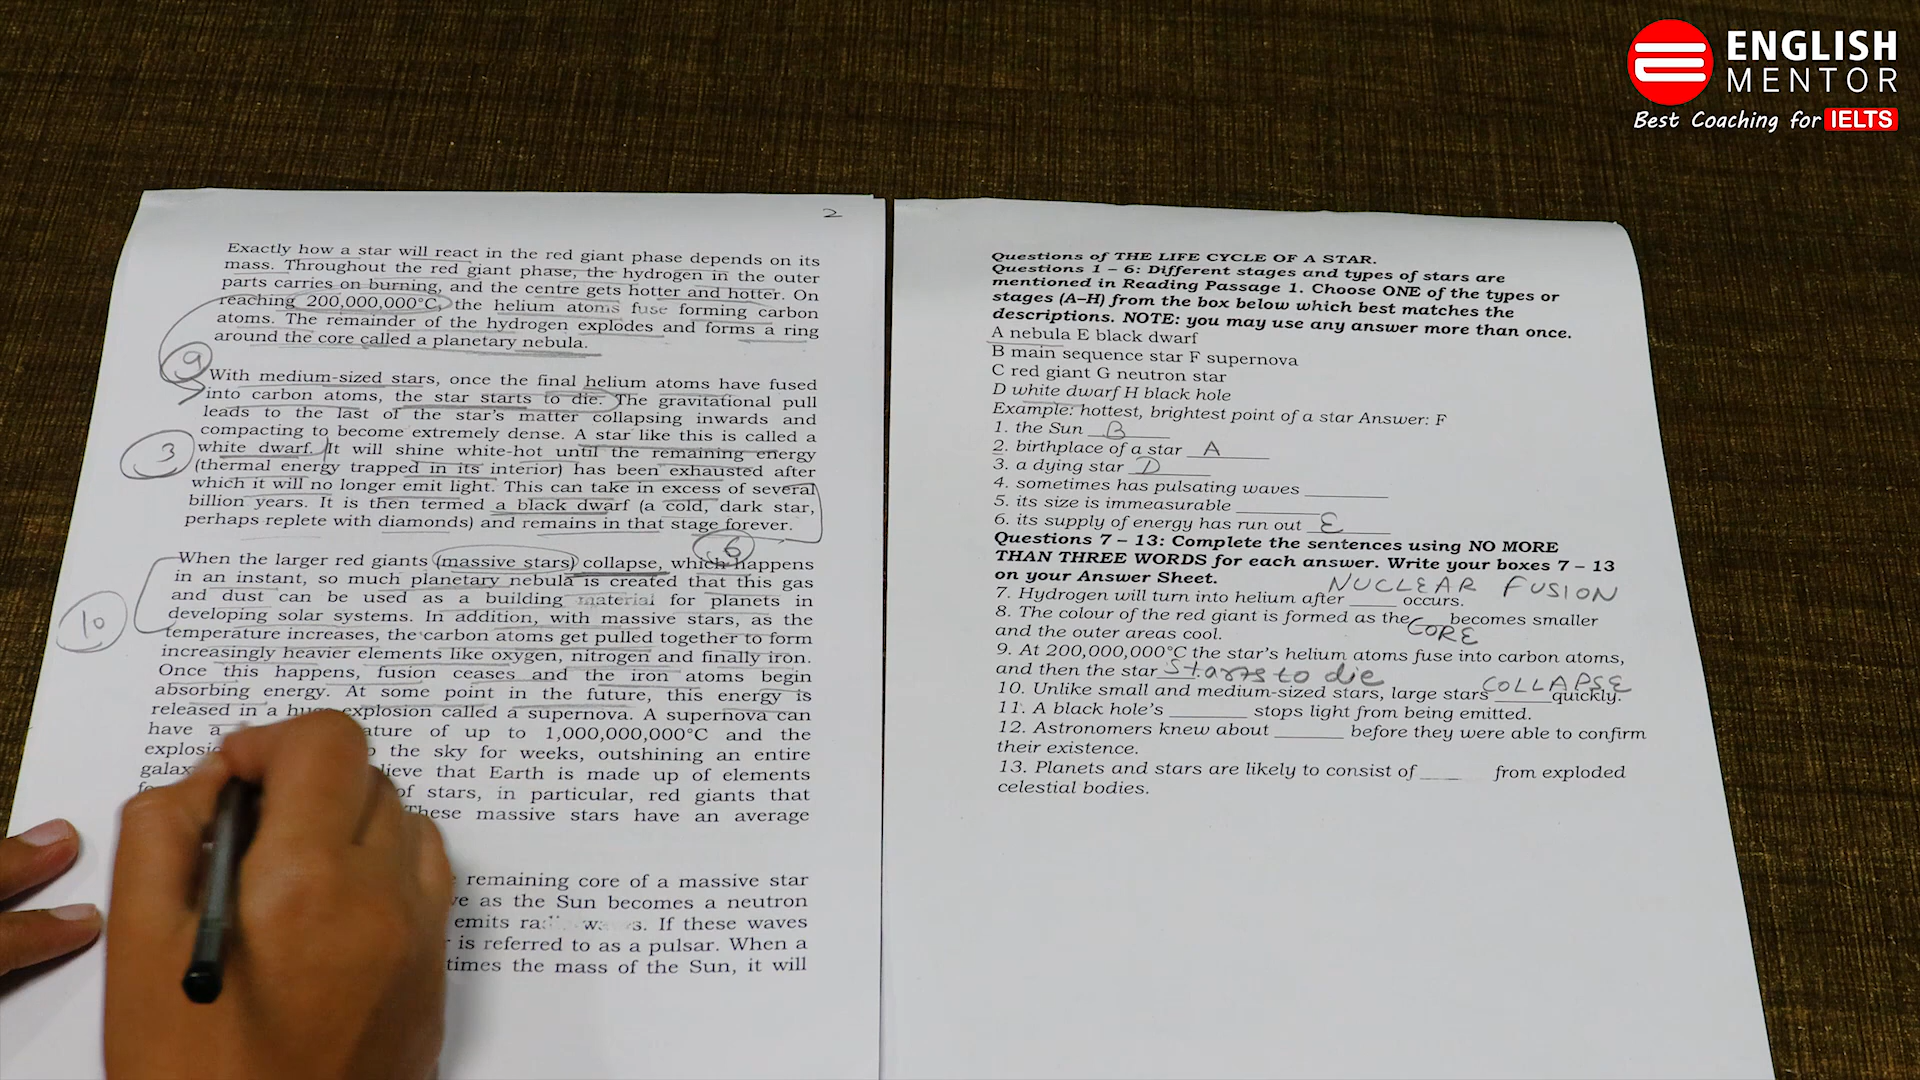 ENGLISH
MENTOR
Best Coaching for IELTS
2
Exactly how a star will react in the red giant phase depends on its
mass. Throughout the red giant phase, the hydrogen in the outer
parts carries on burning, and the centre gets hotter and hotter. On
reaching 200,000,000°C, the helium atoms fuse forming carbon
atoms. The remainder of the hydrogen explodes and forms a ring
around the core called a planetary nebula.
9
With medium-sized stars, once the final helium atoms have fused
into carbon atoms, the star starts to die. The gravitational pull
leads to the last of the star's matter collapsing inwards and
compacting to become extremely dense. A star like this is called a
3
white dwarf. It will shine white-hot until the remaining energy
(thermal energy trapped in its interior) has been exhausted after
which it will no longer emit light. This can take in excess of several
billion years. It is then termed a black dwarf (a cold, dark star,
perhaps replete with diamonds) and remains in that stage forever.
6
When the larger red giants (massive stars) collapse, which happens
in an instant, so much planetary nebula is created that this gas
and dust can be used as a building material for planets in
10
developing solar systems. In addition, with massive stars, as the
temperature increases, the carbon atoms get pulled together to form
increasingly heavier elements like oxygen, nitrogen and finally iron.
Once this happens, fusion ceases and the iron atoms begin
absorbing energy. At some point in the future, this energy is
released in a huge explosion called a supernova. A supernova can
have a ature of up to 1,000,000,000°C and the
explosi the sky for weeks, outshining an entire
galax lieve that Earth is made up of elements
of stars, in particular, red giants that
These massive stars have an average
remaining core of a massive star
ve as the Sun becomes a neutron
emits s. If these waves
is referred to as a pulsar. When a
times the mass of the Sun, it will
Questions of THE LIFE CYCLE OF A STAR.
Questions 1 – 6: Different stages and types of stars are
mentioned in Reading Passage 1. Choose ONE of the types or
stages (A–H) from the box below which best matches the
descriptions. NOTE: you may use any answer more than once.
A nebula E black dwarf
B main sequence star F supernova
C red giant G neutron star
D white dwarf H black hole
Example: hottest, brightest point of a star Answer: F
1. the Sun B
2. birthplace of a star A
3. a dying star D
4. sometimes has pulsating waves ________
5. its size is immeasurable ________
6. its supply of energy has run out E
Questions 7 – 13: Complete the sentences using NO MORE
THAN THREE WORDS for each answer. Write your boxes 7 – 13
on your Answer Sheet.
NUCLEAR FUSION
7. Hydrogen will turn into helium after ____ occurs.
8. The colour of the red giant is formed as the ____ becomes smaller
CORE
and the outer areas cool.
9. At 200,000,000°C the star's helium atoms fuse into carbon atoms,
and then the star starts to die
COLLAPSE
10. Unlike small and medium-sized stars, large stars _____ quickly.
11. A black hole's _______ stops light from being emitted.
12. Astronomers knew about ______ before they were able to confirm
their existence.
13. Planets and stars are likely to consist of ____ from exploded
celestial bodies.